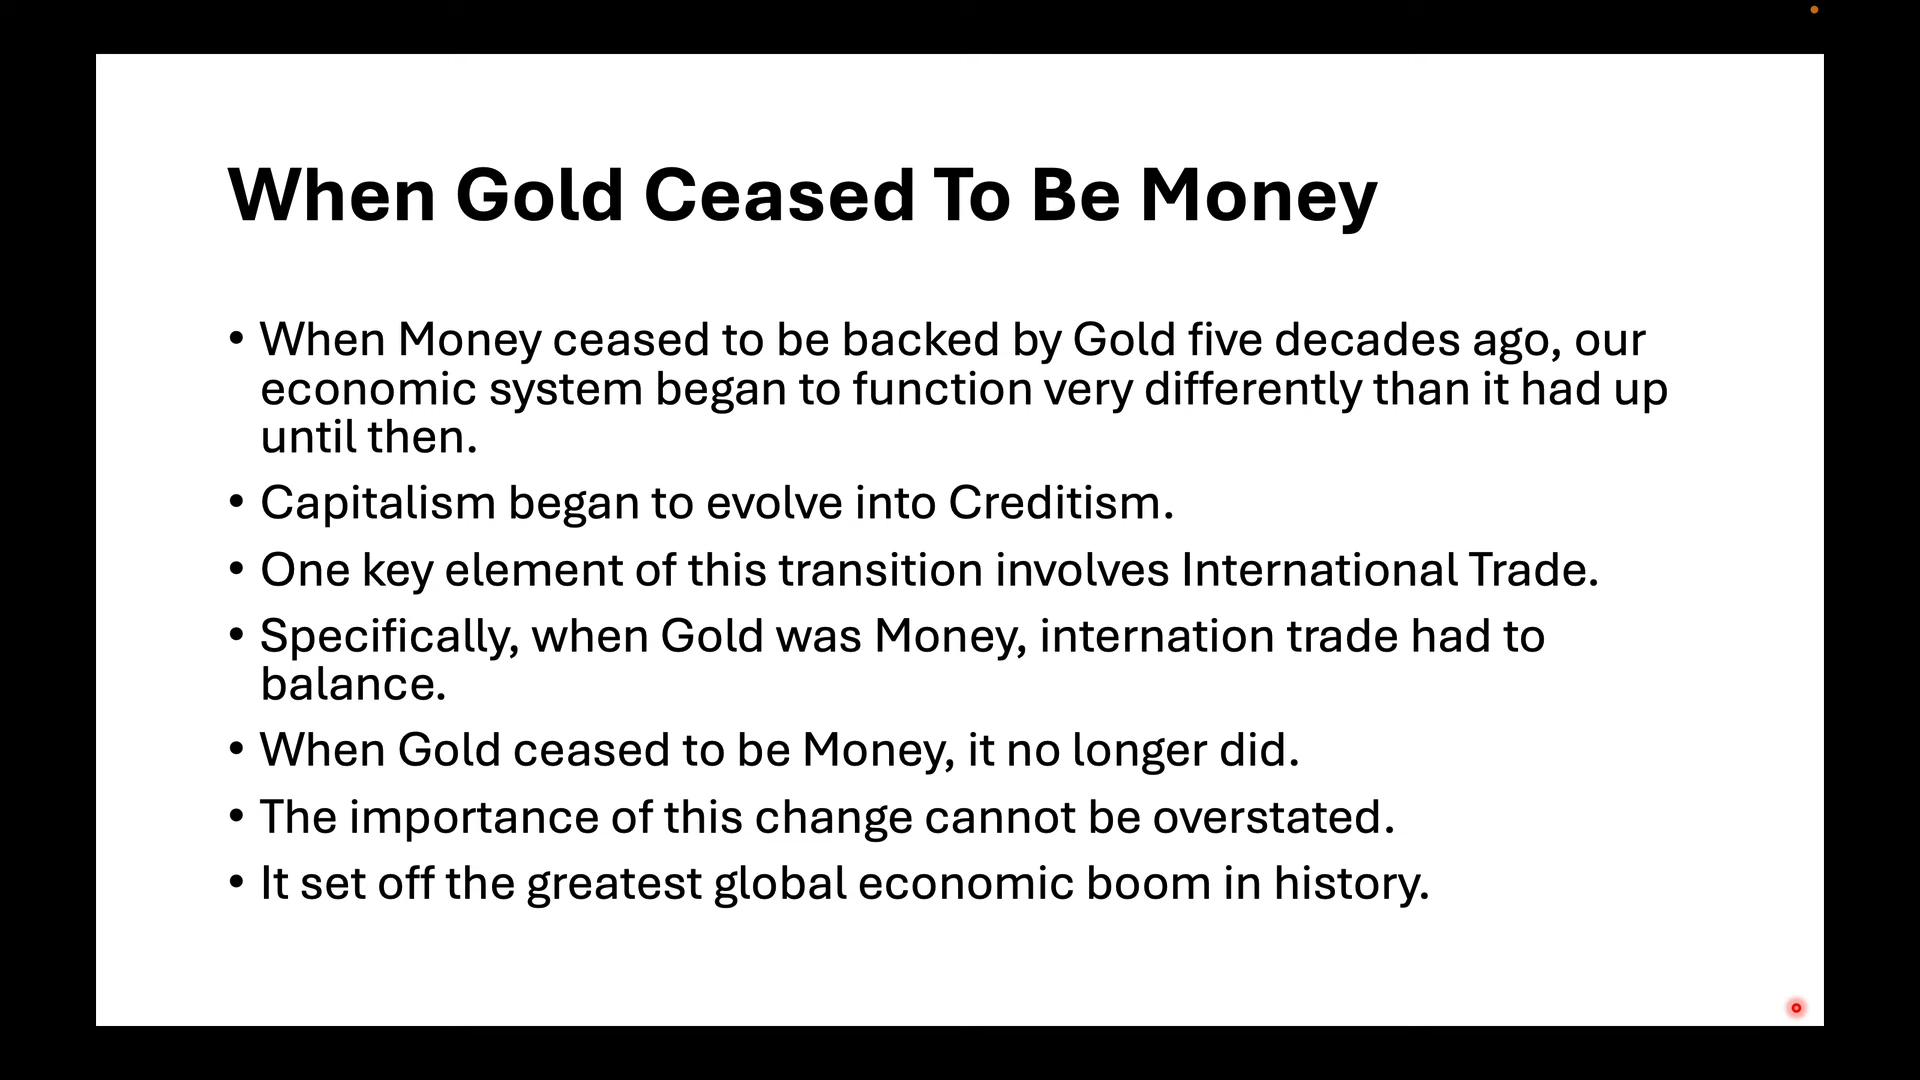 When Gold Ceased To Be Money
• When Money ceased to be backed by Gold five decades ago, our
economic system began to function very differently than it had up
until then.
• Capitalism began to evolve into Creditism.
• One key element of this transition involves International Trade.
• Specifically, when Gold was Money, internation trade had to
balance.
• When Gold ceased to be Money, it no longer did.
• The importance of this change cannot be overstated.
• It set off the greatest global economic boom in history.